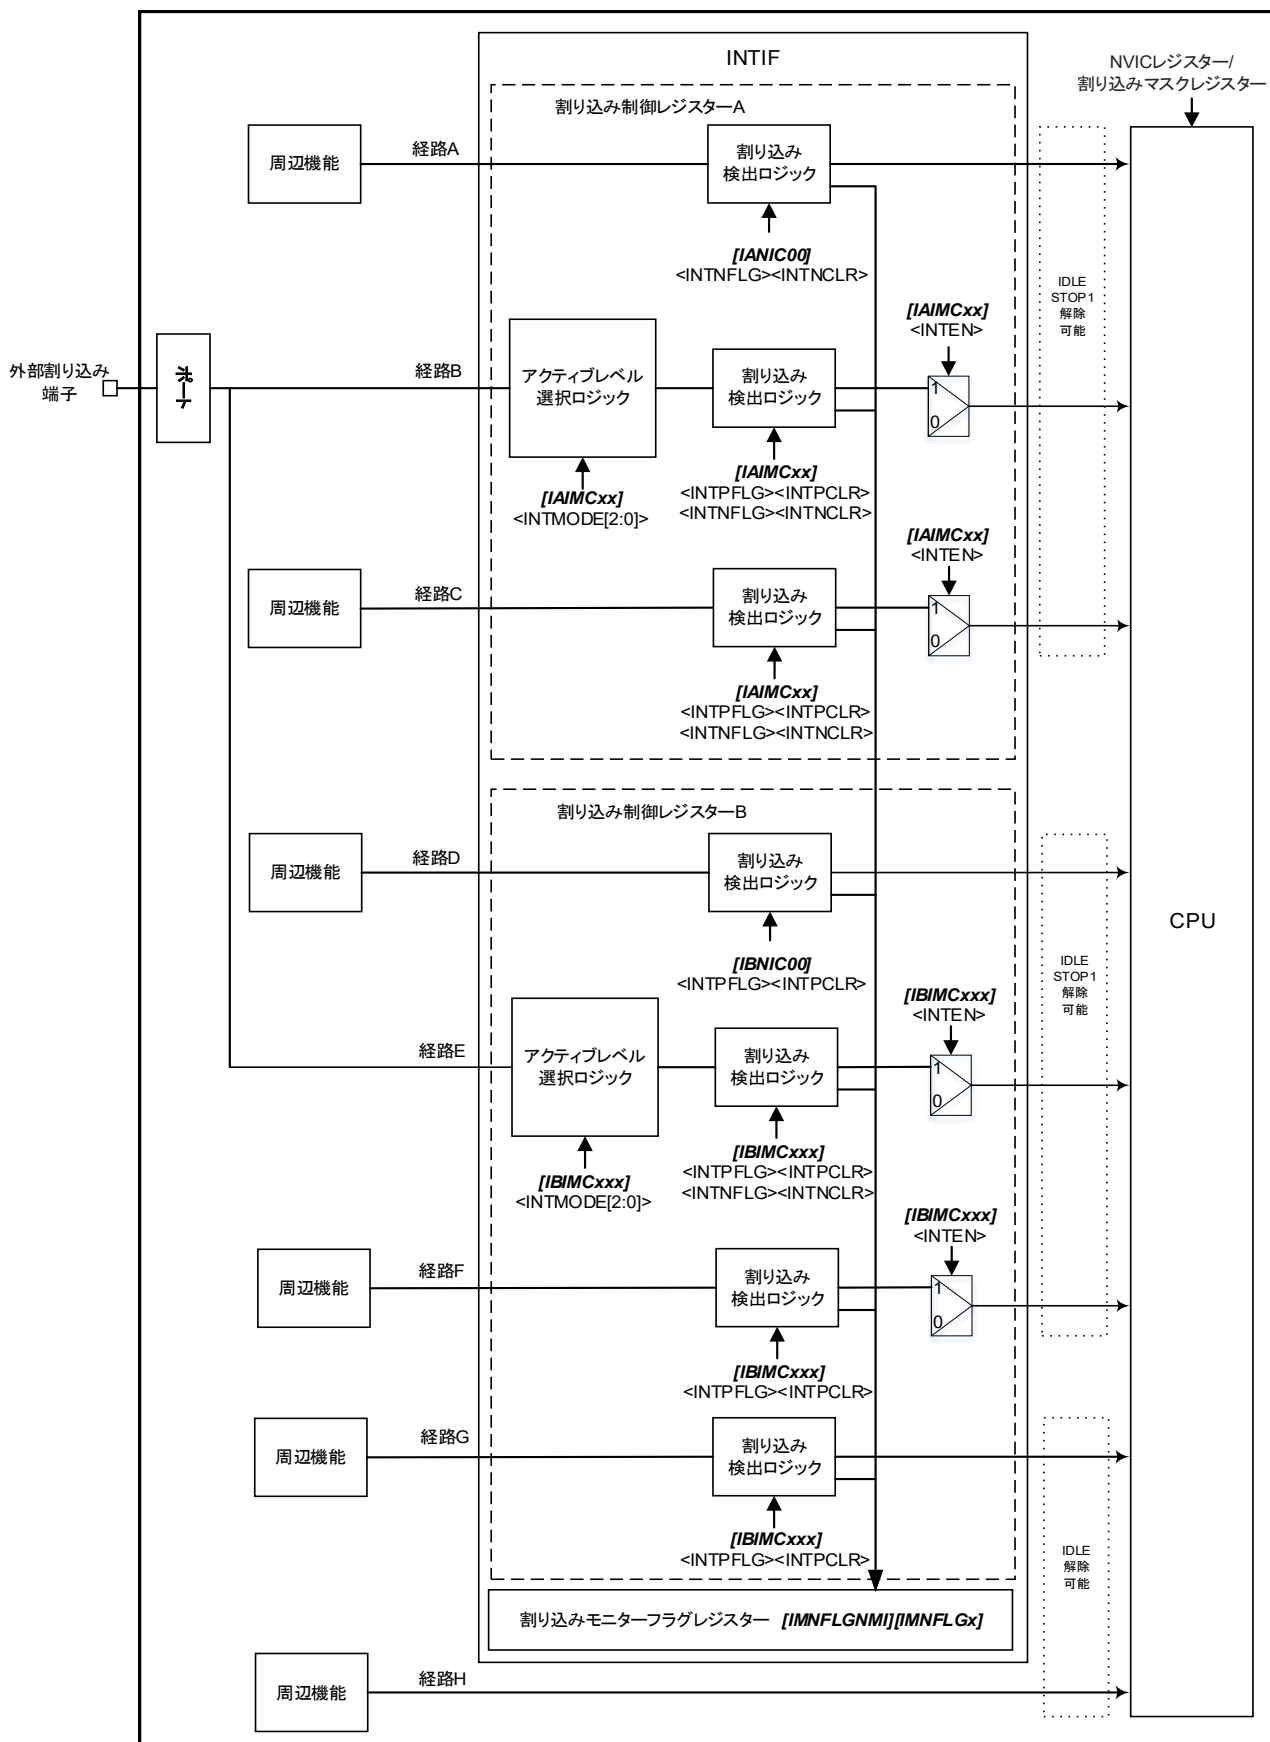 INTIF
NVICレジスター/
割り込みマスクレジスター
割り込み制御レジスターA
周辺機能
経路A
割り込み
検出ロジック
[IANIC00]
<INTNFLG><INTNCLR>
IDLE
STOP1
解除
可能
[IAIMCxx]
<INTEN>
外部割り込み
端子
ポート
経路B
アクティブレベル
選択ロジック
割り込み
検出ロジック
1
0
[IAIMCxx]
<INTMODE[2:0]>
[IAIMCxx]
<INTPFLG><INTPCLR>
<INTNFLG><INTNCLR>
[IAIMCxx]
<INTEN>
周辺機能
経路C
割り込み
検出ロジック
1
0
[IAIMCxx]
<INTPFLG><INTPCLR>
<INTNFLG><INTNCLR>
割り込み制御レジスターB
周辺機能
経路D
割り込み
検出ロジック
CPU
[IBNIC00]
<INTPFLG><INTPCLR>
IDLE
STOP1
解除
可能
[IBIMCxxx]
<INTEN>
経路E
アクティブレベル
選択ロジック
割り込み
検出ロジック
1
0
[IBIMCxxx]
<INTMODE[2:0]>
[IBIMCxxx]
<INTPFLG><INTPCLR>
<INTNFLG><INTNCLR>
[IBIMCxxx]
<INTEN>
周辺機能
経路F
割り込み
検出ロジック
1
0
[IBIMCxxx]
<INTPFLG><INTPCLR>
周辺機能
経路G
割り込み
検出ロジック
[IBIMCxxx]
<INTPFLG><INTPCLR>
IDLE
解除
可能
割り込みモニターフラグレジスター [IMNFLGNMI][IMNFLGx]
周辺機能
経路H